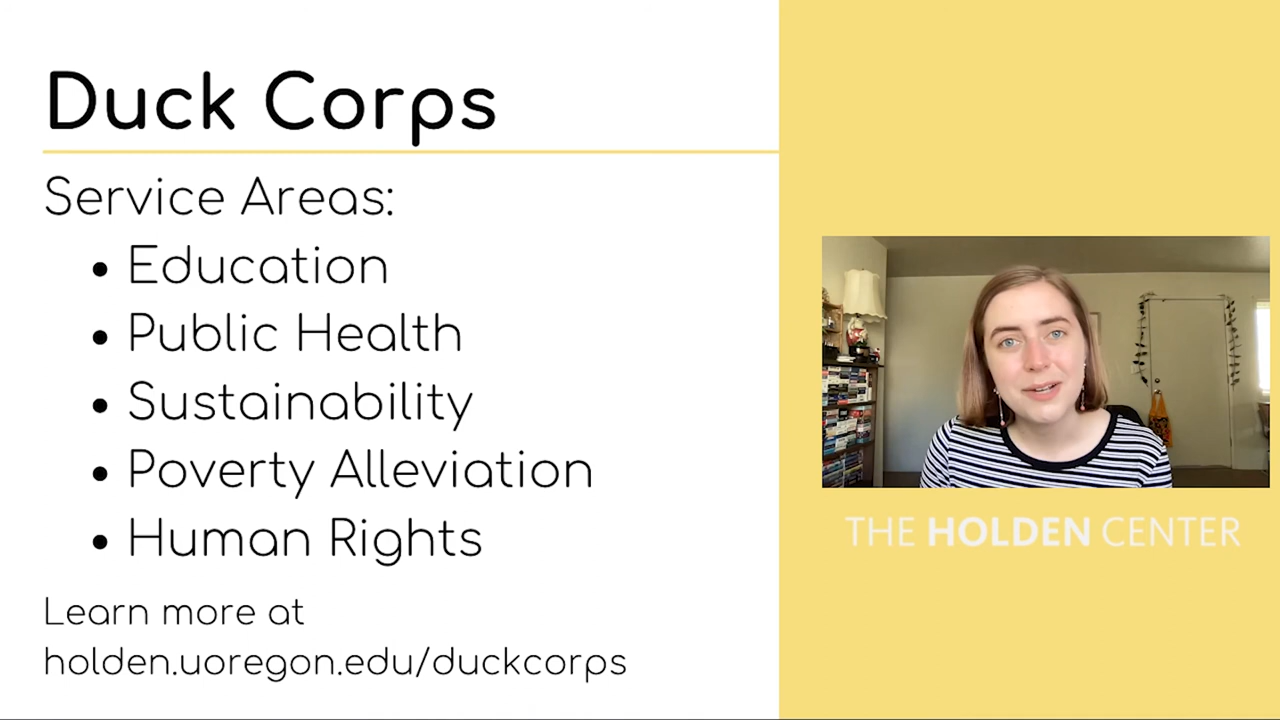 Duck Corps
Service Areas:
• Education
• Public Health
• Sustainability
• Poverty Alleviation
• Human Rights
Learn more at
holden.uoregon.edu/duckcorps
THE HOLDEN CENTER